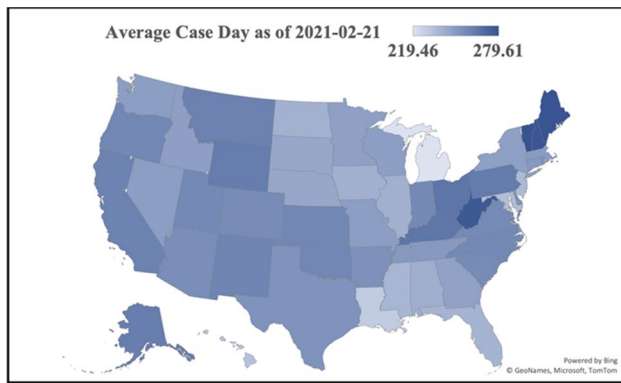 Average Case Day as of 2021-02-21
219.46 279.61
Powered by Bing
© GeoNames, Microsoft, TomTom